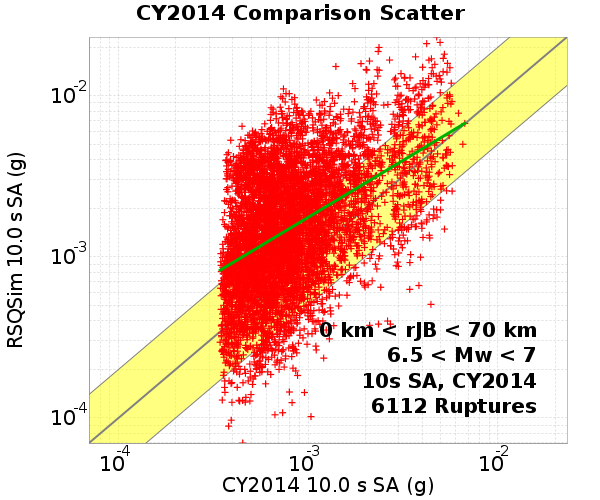 CY2014 Comparison Scatter
RSQSim 10.0 s SA (g)
10-2
10-3
10-4
0 km < rJB < 70 km
6.5 < Mw < 7
10s SA, CY2014
6112 Ruptures
10-4 10-3 10-2
CY2014 10.0 s SA (g)